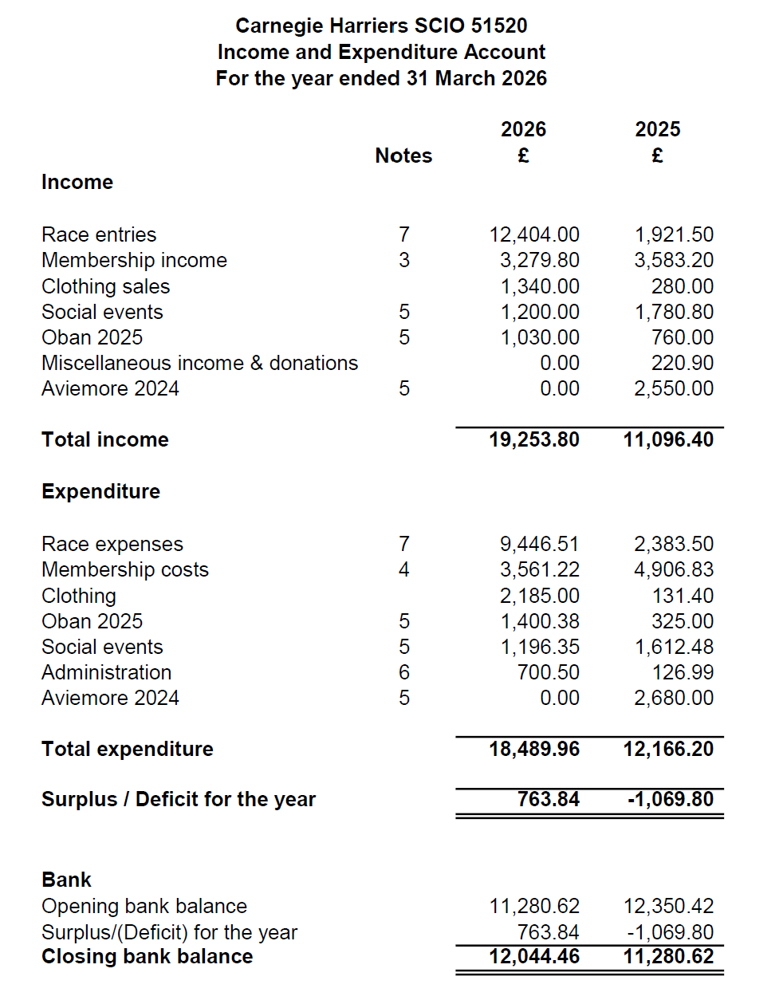 Carnegie Harriers SCIO 51520
Income and Expenditure Account
For the year ended 31 March 2026
2026 2025
Notes £ £
Income
Race entries 7 12,404.00 1,921.50
Membership income 3 3,279.80 3,583.20
Clothing sales 1,340.00 280.00
Social events 5 1,200.00 1,780.80
Oban 2025 5 1,030.00 760.00
Miscellaneous income & donations 0.00 220.90
Aviemore 2024 5 0.00 2,550.00
Total income 19,253.80 11,096.40
Expenditure
Race expenses 7 9,446.51 2,383.50
Membership costs 4 3,561.22 4,906.83
Clothing 2,185.00 131.40
Oban 2025 5 1,400.38 325.00
Social events 5 1,196.35 1,612.48
Administration 6 700.50 126.99
Aviemore 2024 5 0.00 2,680.00
Total expenditure 18,489.96 12,166.20
Surplus / Deficit for the year 763.84 -1,069.80
Bank
Opening bank balance 11,280.62 12,350.42
Surplus/(Deficit) for the year 763.84 -1,069.80
Closing bank balance 12,044.46 11,280.62